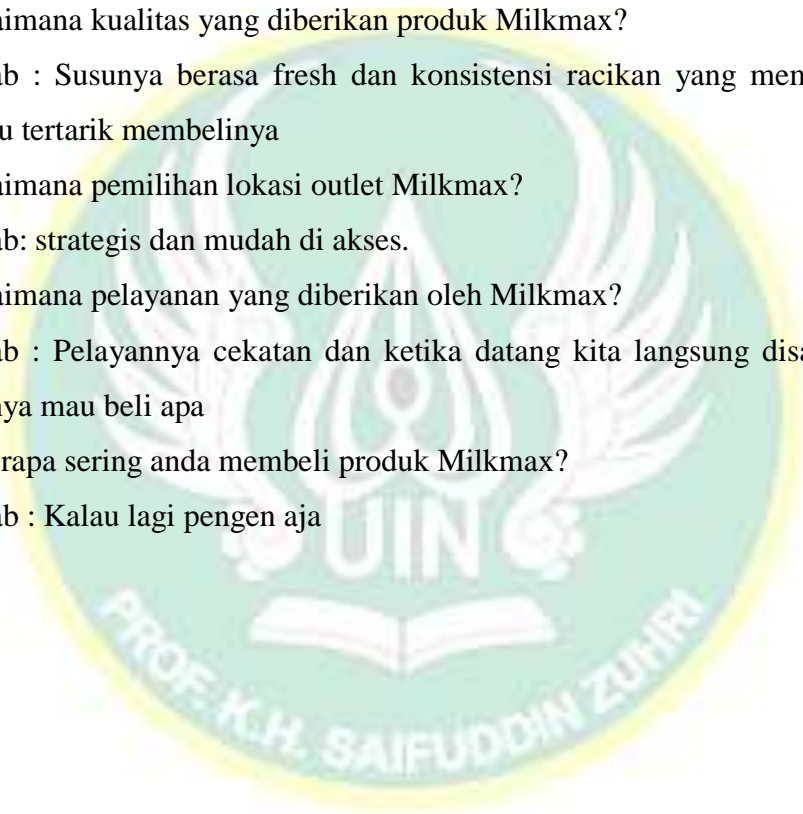 aimana kualitas yang diberikan produk Milkmax?
ab : Susunya berasa fresh dan konsistensi racikan yang men
u tertarik membelinya
aimana pemilihan lokasi outlet Milkmax?
ab: strategis dan mudah di akses.
aimana pelayanan yang diberikan oleh Milkmax?
ab : Pelayannya cekatan dan ketika datang kita langsung disa
nya mau beli apa
rapa sering anda membeli produk Milkmax?
ab : Kalau lagi pengen aja
UIN
PROF. K.H. SAIFUDDIN ZUHRI